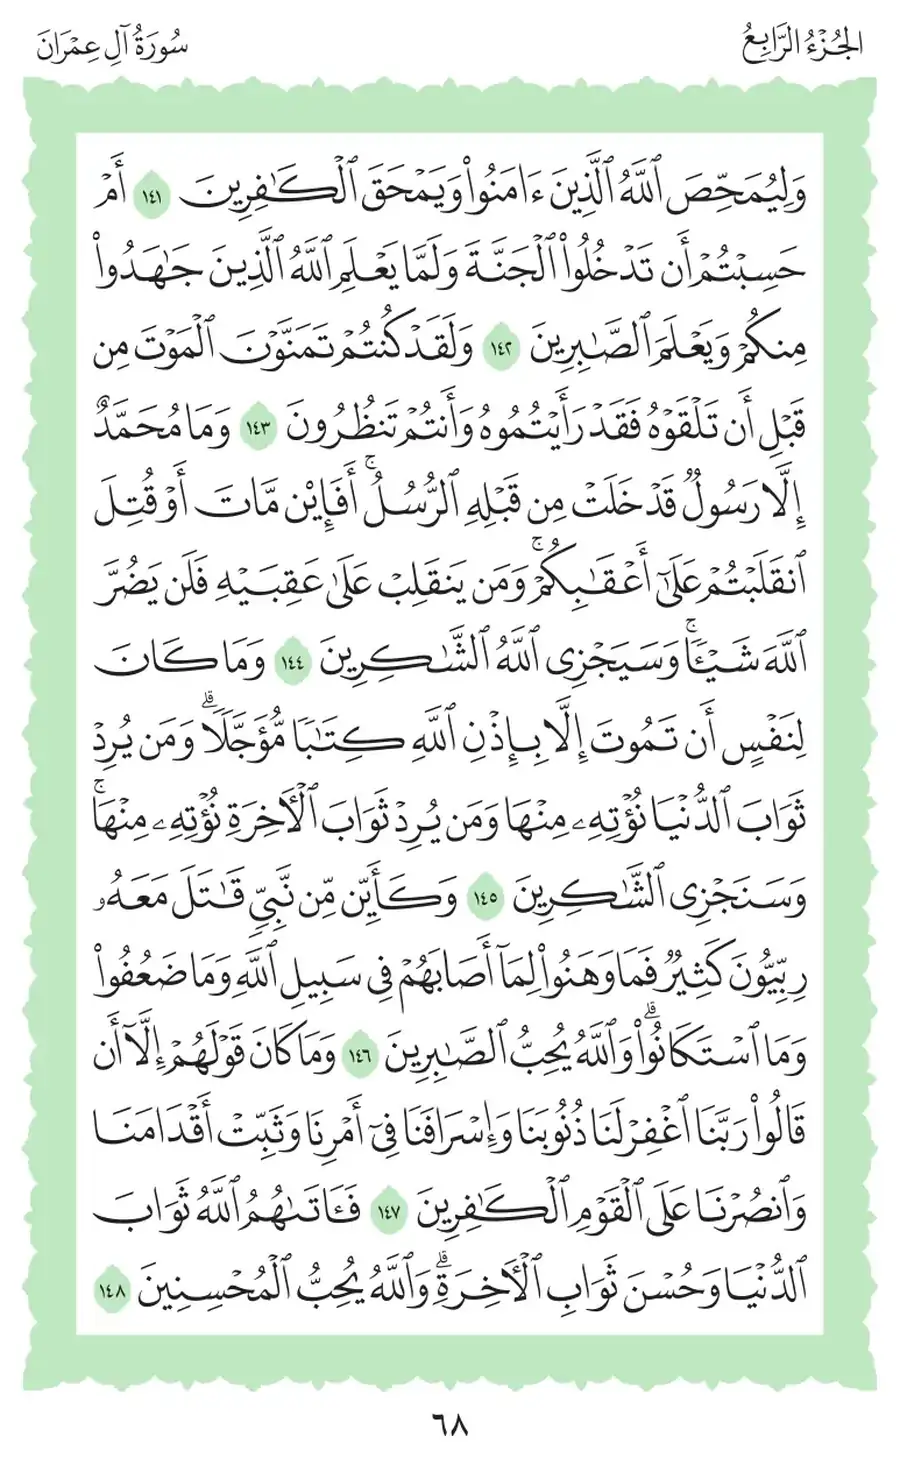 الجُزْءُ الرَّابِعُ
سُورَةُ آلِ عِمْرَانَ
وَلِيُمَحِّصَ ٱللَّهُ ٱلَّذِينَ ءَامَنُوا۟ وَيَمْحَقَ ٱلْكَـٰفِرِينَ ١٤١ أَمْ
حَسِبْتُمْ أَن تَدْخُلُوا۟ ٱلْجَنَّةَ وَلَمَّا يَعْلَمِ ٱللَّهُ ٱلَّذِينَ جَـٰهَدُوا۟
مِنكُمْ وَيَعْلَمَ ٱلصَّـٰبِرِينَ ١٤٢ وَلَقَدْ كُنتُمْ تَمَنَّوْنَ ٱلْمَوْتَ مِن
قَبْلِ أَن تَلْقَوْهُ فَقَدْ رَأَيْتُمُوهُ وَأَنتُمْ تَنظُرُونَ ١٤٣ وَمَا مُحَمَّدٌ
إِلَّا رَسُولٌ قَدْ خَلَتْ مِن قَبْلِهِ ٱلرُّسُلُ ۚ أَفَإِي۟ن مَّاتَ أَوْ قُتِلَ
ٱنقَلَبْتُمْ عَلَىٰٓ أَعْقَـٰبِكُمْ ۚ وَمَن يَنقَلِبْ عَلَىٰ عَقِبَيْهِ فَلَن يَضُرَّ
ٱللَّهَ شَيْـًٔا ۗ وَسَيَجْزِى ٱللَّهُ ٱلشَّـٰكِرِينَ ١٤٤ وَمَا كَانَ
لِنَفْسٍ أَن تَمُوتَ إِلَّا بِإِذْنِ ٱللَّهِ كِتَـٰبًا مُّؤَجَّلًا ۗ وَمَن يُرِدْ
ثَوَابَ ٱلدُّنْيَا نُؤْتِهِۦ مِنْهَا وَمَن يُرِدْ ثَوَابَ ٱلْـَٔاخِرَةِ نُؤْتِهِۦ مِنْهَا ۚ
وَسَنَجْزِى ٱلشَّـٰكِرِينَ ١٤٥ وَكَأَيِّن مِّن نَّبِىٍّ قَـٰتَلَ مَعَهُۥ
رِبِّيُّونَ كَثِيرٌ فَمَا وَهَنُوا۟ لِمَآ أَصَابَهُمْ فِى سَبِيلِ ٱللَّهِ وَمَا ضَعُفُوا۟
وَمَا ٱسْتَكَانُوا۟ ۗ وَٱللَّهُ يُحِبُّ ٱلصَّـٰبِرِينَ ١٤٦ وَمَا كَانَ قَوْلَهُمْ إِلَّآ أَن
قَالُوا۟ رَبَّنَا ٱغْفِرْ لَنَا ذُنُوبَنَا وَإِسْرَافَنَا فِىٓ أَمْرِنَا وَثَبِّتْ أَقْدَامَنَا
وَٱنصُرْنَا عَلَى ٱلْقَوْمِ ٱلْكَـٰفِرِينَ ١٤٧ فَـَٔاتَىٰهُمُ ٱللَّهُ ثَوَابَ
ٱلدُّنْيَا وَحُسْنَ ثَوَابِ ٱلْـَٔاخِرَةِ ۗ وَٱللَّهُ يُحِبُّ ٱلْمُحْسِنِينَ ١٤٨
٦٨